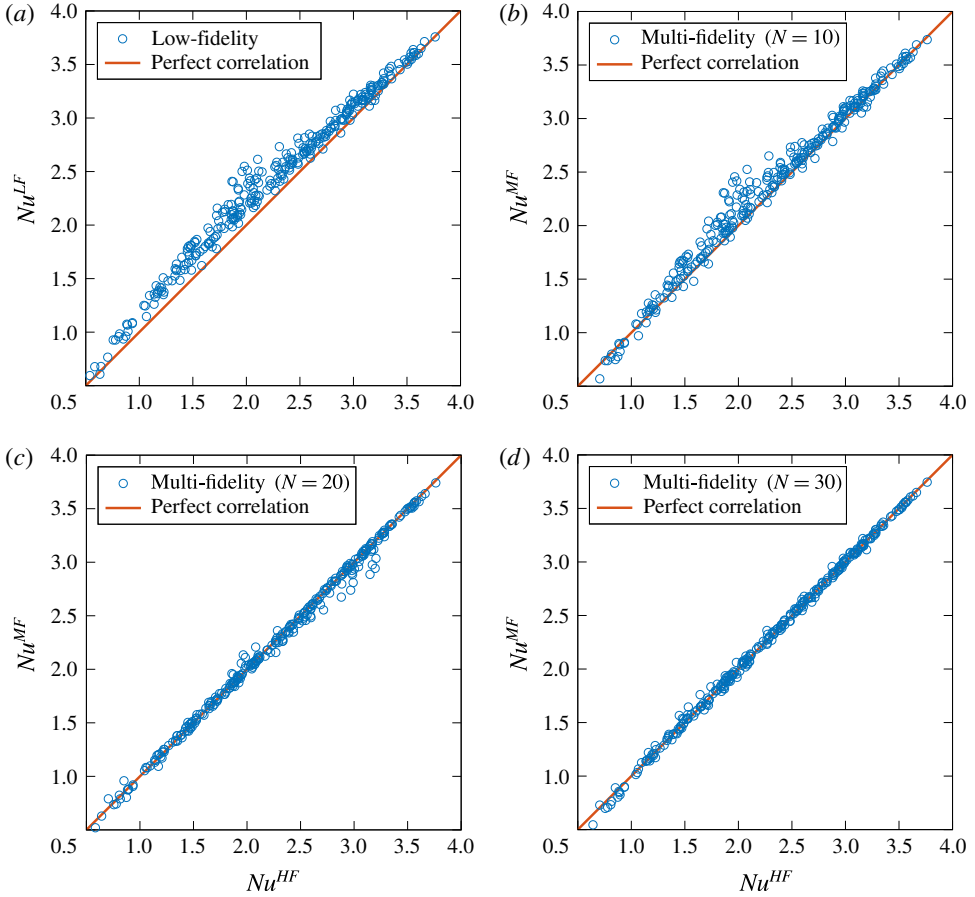 (a)
Low-fidelity
Perfect correlation
4.0
3.5
3.0
2.5
2.0
1.5
1.0
0.5
1.0 1.5 2.0 2.5 3.0 3.5 4.0
Nu^{LF}
(b)
Multi-fidelity (N = 10)
Perfect correlation
4.0
3.5
3.0
2.5
2.0
1.5
1.0
0.5
1.0 1.5 2.0 2.5 3.0 3.5 4.0
Nu^{MF}
(c)
Multi-fidelity (N = 20)
Perfect correlation
4.0
3.5
3.0
2.5
2.0
1.5
1.0
0.5
1.0 1.5 2.0 2.5 3.0 3.5 4.0
Nu^{MF}
Nu^{HF}
(d)
Multi-fidelity (N = 30)
Perfect correlation
4.0
3.5
3.0
2.5
2.0
1.5
1.0
0.5
1.0 1.5 2.0 2.5 3.0 3.5 4.0
Nu^{MF}
Nu^{HF}